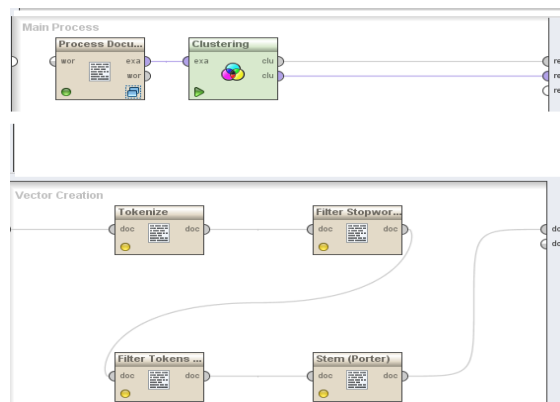 Main Process
Process Docu... Clustering
wor exa exa clu re
wor clu re
re
Vector Creation
Tokenize Filter Stopwor...
doc doc doc doc do
do
Filter Tokens ... Stem (Porter)
doc doc doc doc